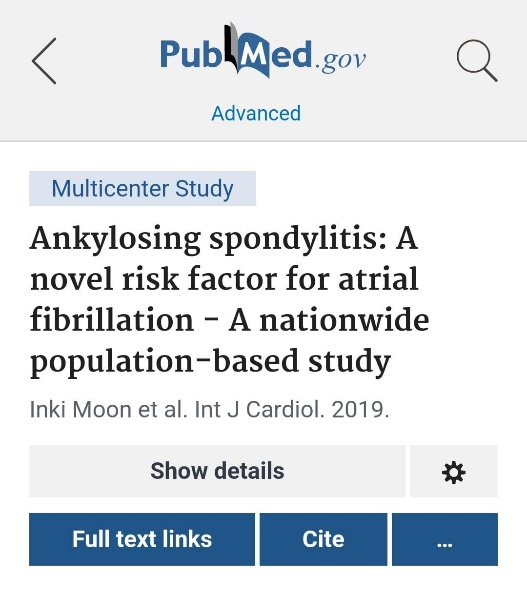 PubMed.gov
Advanced
Multicenter Study
Ankylosing spondylitis: A
novel risk factor for atrial
fibrillation - A nationwide
population-based study
Inki Moon et al. Int J Cardiol. 2019.
Show details
Full text links
Cite
...